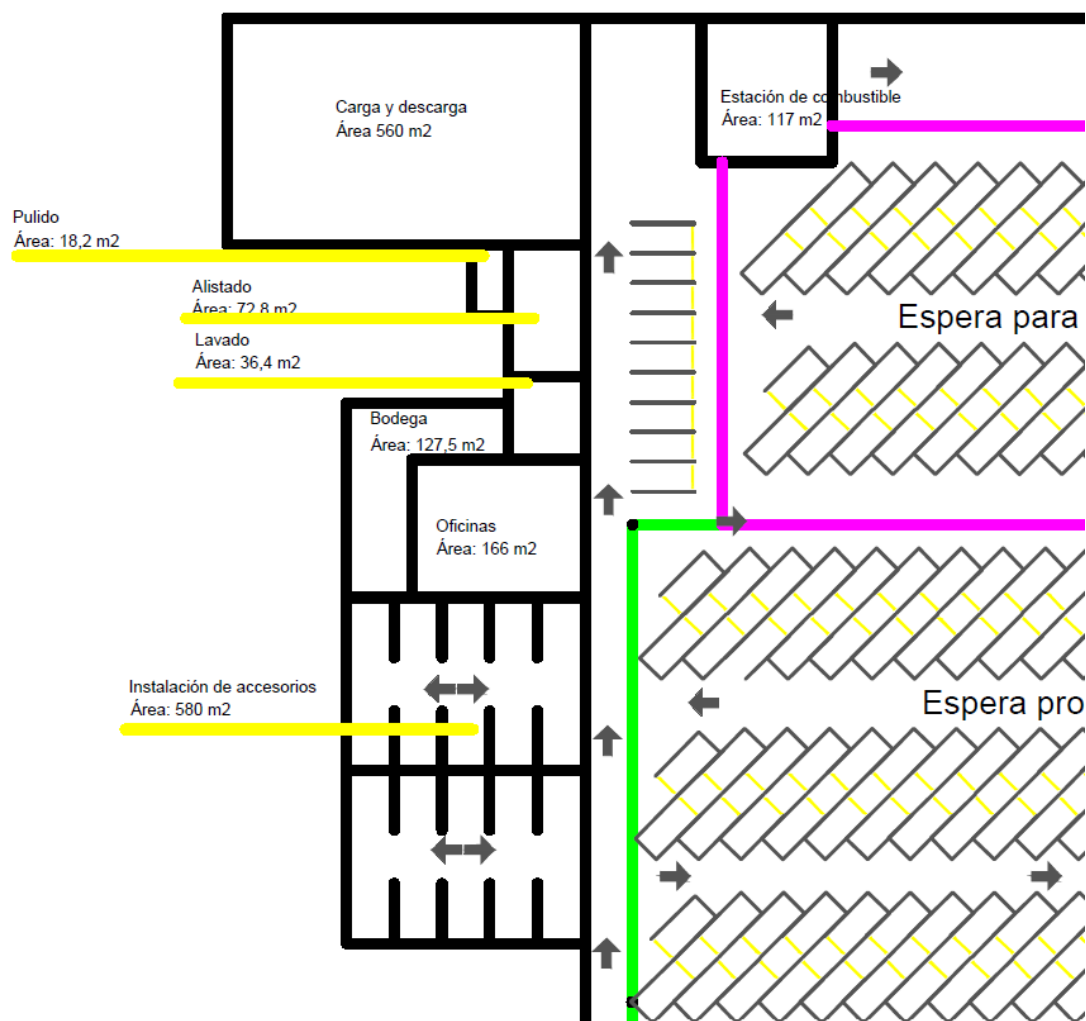 Carga y descarga
Área 560 m2
Estación de combustible
Área: 117 m2
Pulido
Área: 18,2 m2
Alistado
Área: 72,8 m2
Lavado
Área: 36,4 m2
Espera para
Bodega
Área: 127,5 m2
Oficinas
Área: 166 m2
Instalación de accesorios
Área: 580 m2
Espera pro